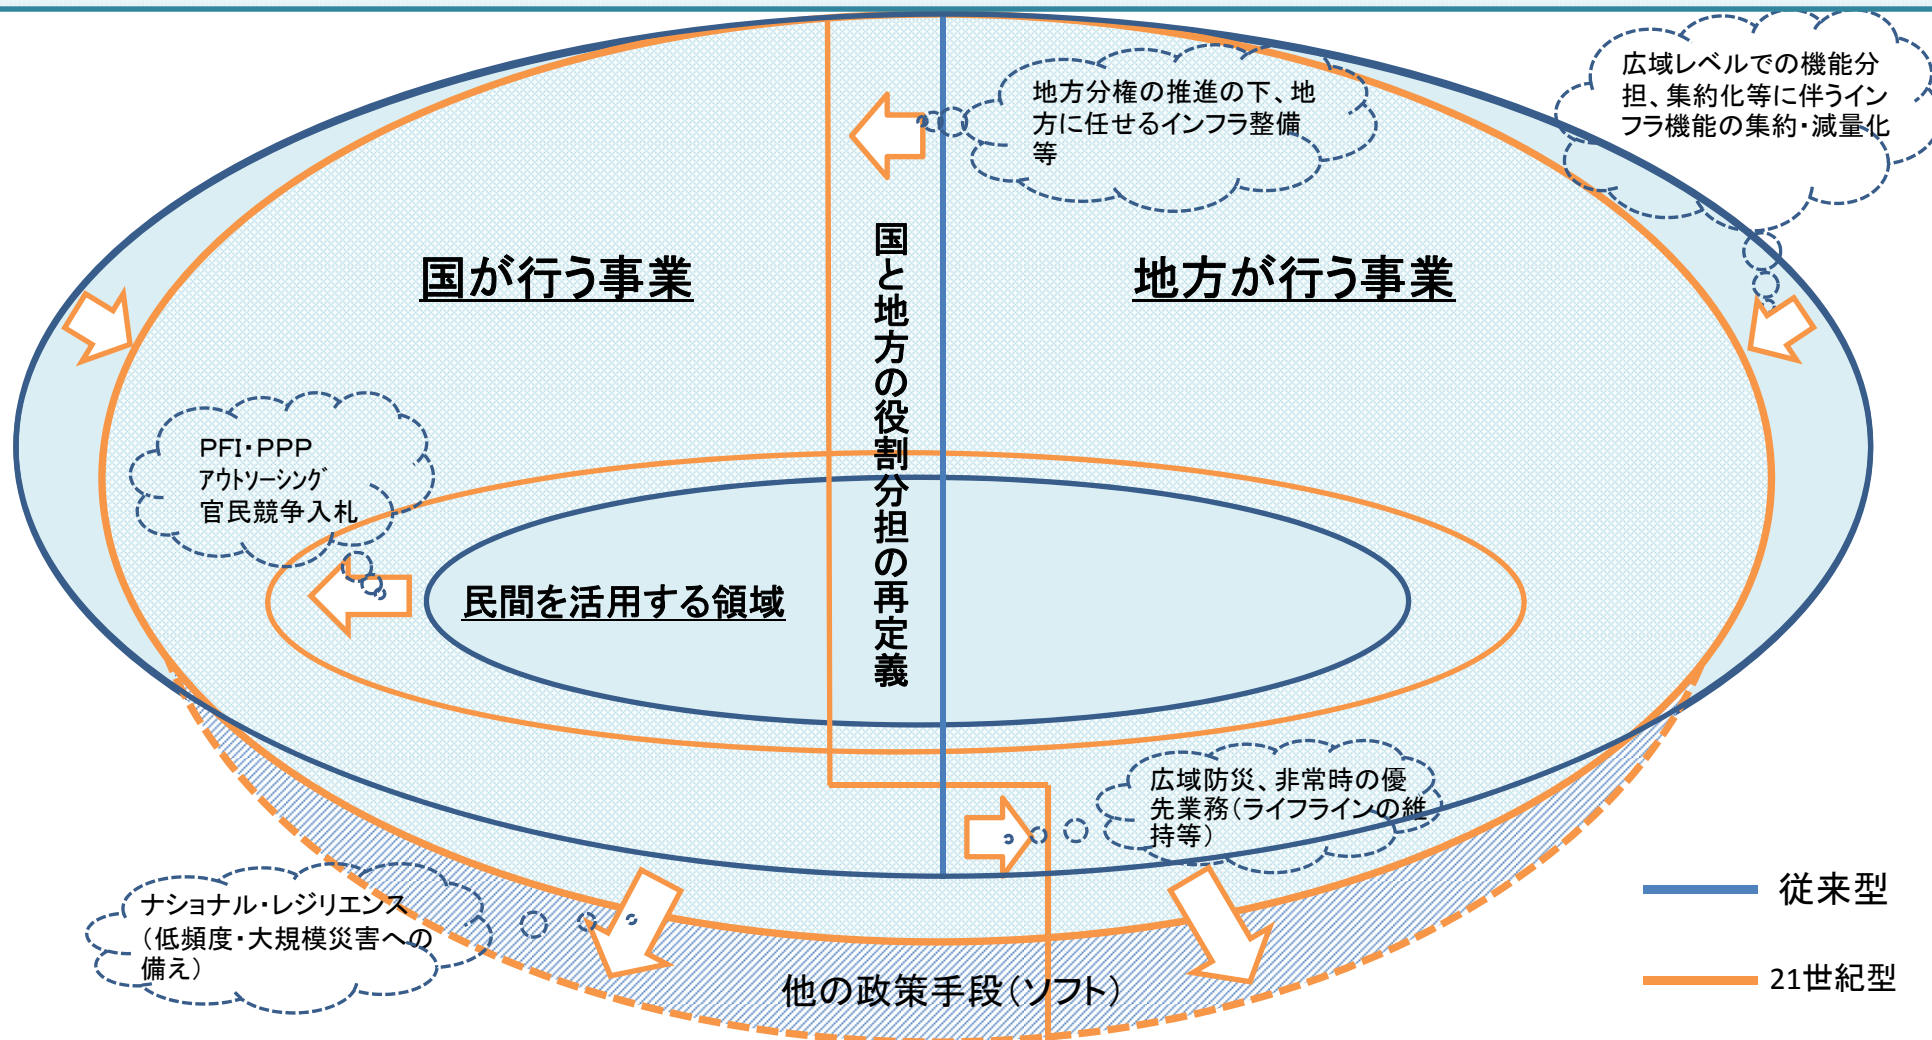 広域レベルでの機能分
担、集約化等に伴うイン
フラ機能の集約・減量化
地方分権の推進の下、地
方に任せるインフラ整備
等
国が行う事業
国と地方の役割分担の再定義
地方が行う事業
PFI・PPP
ｱｳﾄｿｰｼﾝｸﾞ
官民競争入札
民間を活用する領域
広域防災、非常時の優
先業務（ライフラインの維
持等）
ナショナル・レジリエンス
（低頻度・大規模災害への
備え）
他の政策手段（ソフト）
従来型
21世紀型